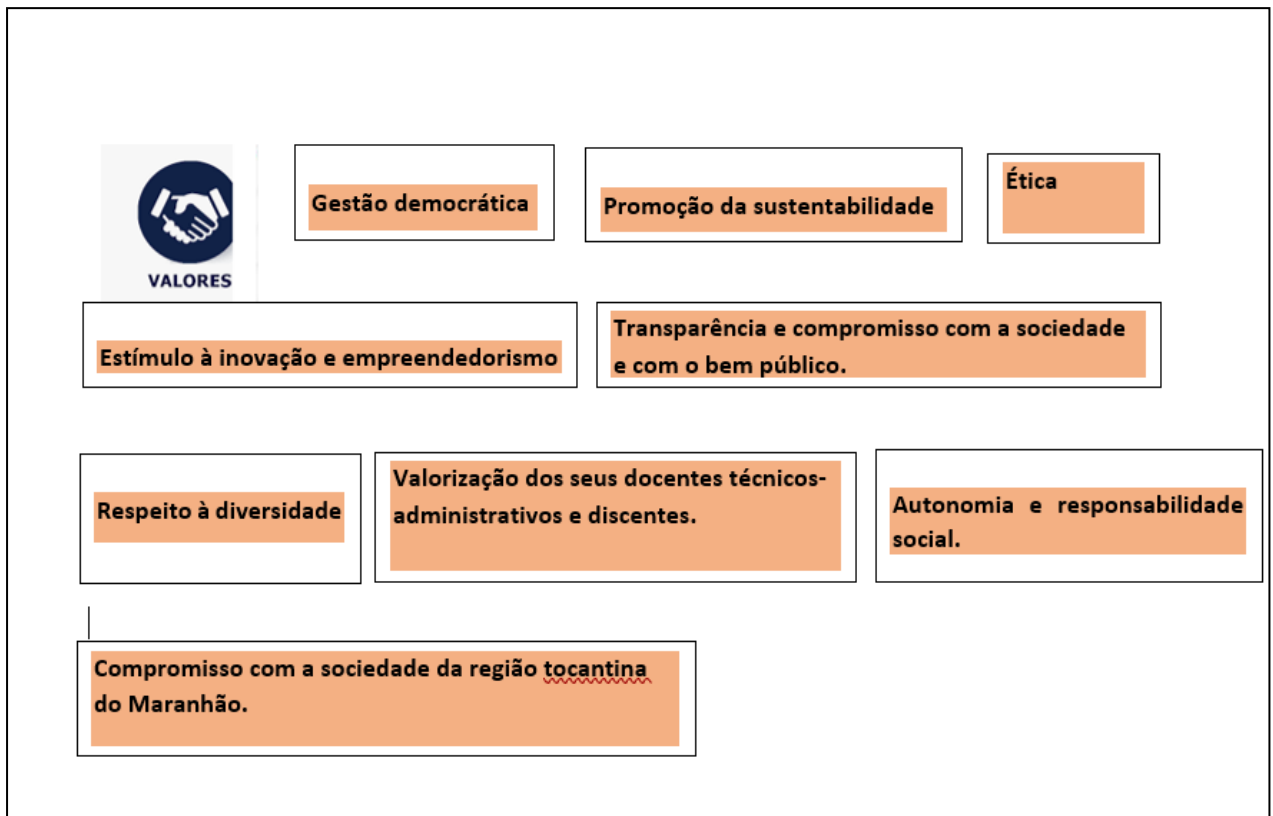 VALORES
Gestão democrática
Promoção da sustentabilidade
Ética
Estímulo à inovação e empreendedorismo
Transparência e compromisso com a sociedade
e com o bem público.
Respeito à diversidade
Valorização dos seus docentes técnicos-
administrativos e discentes.
Autonomia e responsabilidade
social.
Compromisso com a sociedade da região tocantina
do Maranhão.